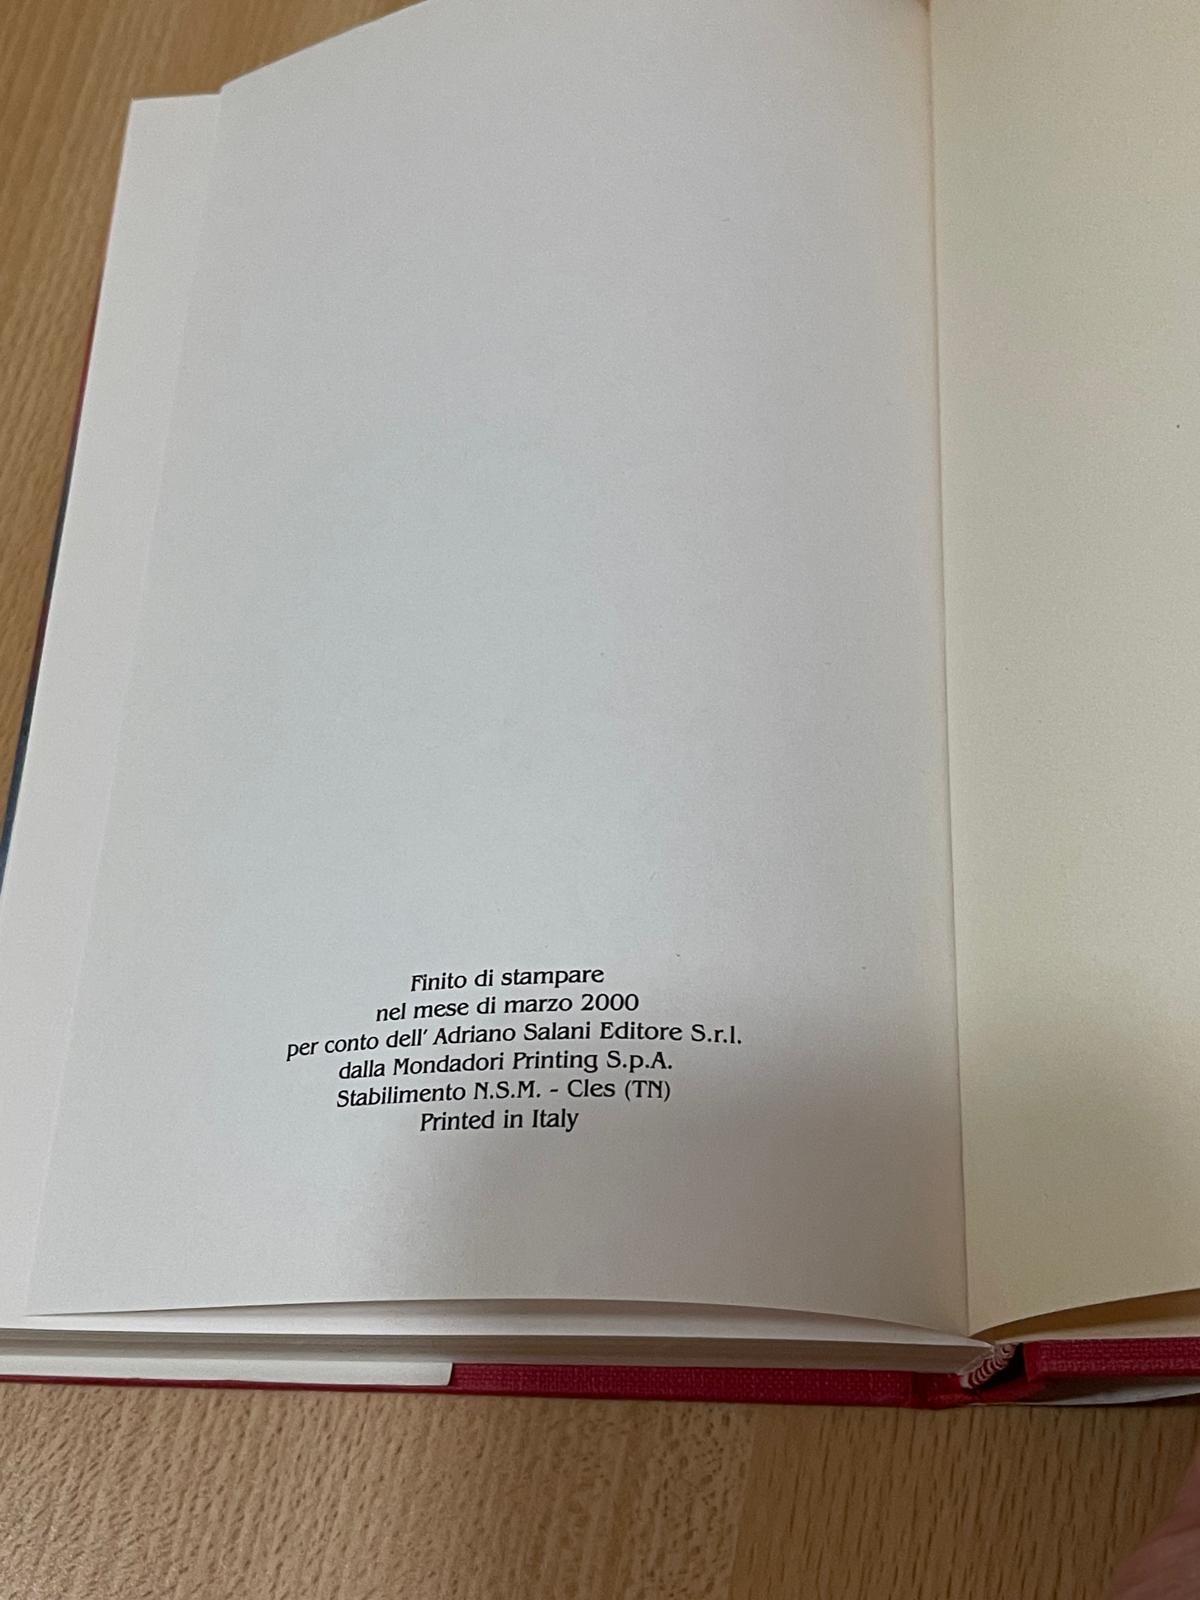 Finito di stampare
nel mese di marzo 2000
per conto dell' Adriano Salani Editore S.r.l.
dalla Mondadori Printing S.p.A.
Stabilimento N.S.M. - Cles (TN)
Printed in Italy